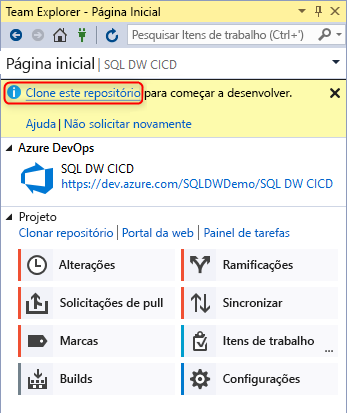 Team Explorer - Página Inicial
Pesquisar Itens de trabalho (Ctrl+')
Página inicial | SQL DW CICD
Clone este repositório para começar a desenvolver.
Ajuda | Não solicitar novamente
Azure DevOps
SQL DW CICD
https://dev.azure.com/SQLDWDemo/SQL DW CICD
Projeto
Clonar repositório | Portal da web | Painel de tarefas
Alterações Ramificações
Solicitações de pull Sincronizar
Marcas Itens de trabalho ...
Builds Configurações